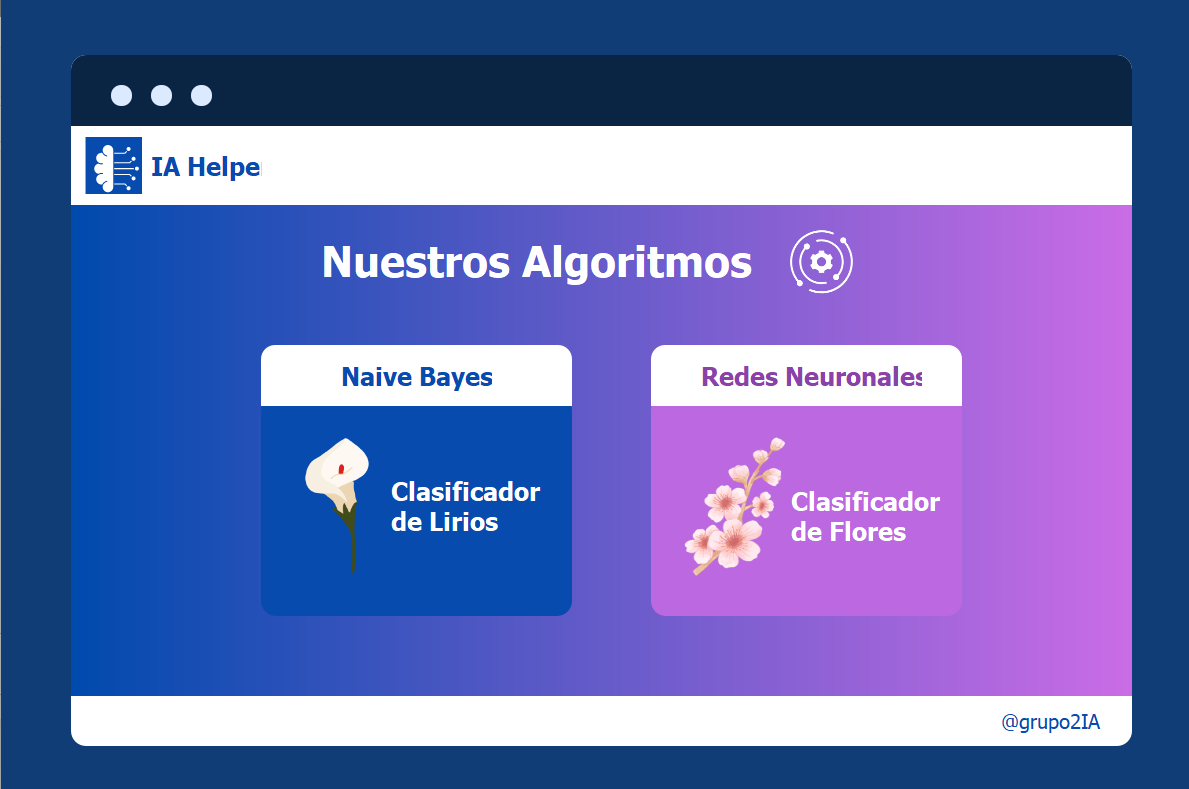 IA Helpe
Nuestros Algoritmos
Naive Bayes
Redes Neuronales
Clasificador
de Lirios
Clasificador
de Flores
@grupo2IA